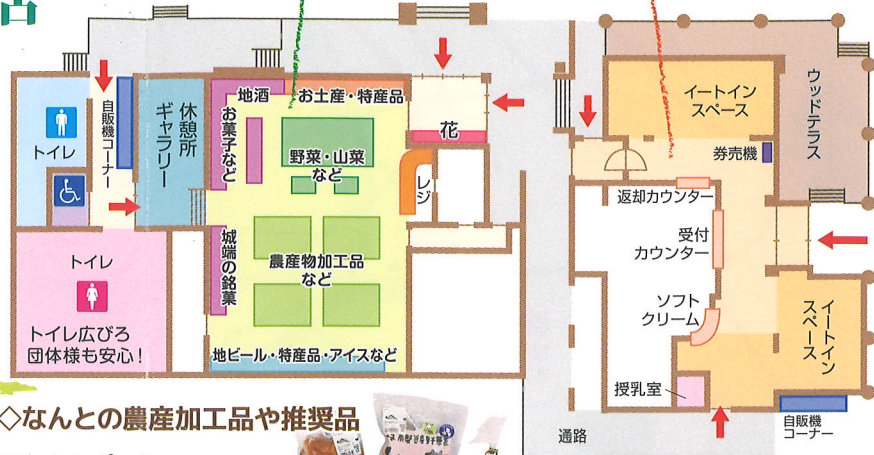 トイレ
自販機コーナー
休憩所
ギャラリー
地酒
お土産・特産品
お菓子など
野菜・山菜
など
花
レジ
城端の銘菓
農産物加工品
など
地ビール・特産品・アイスなど
トイレ
トイレ広びろ
団体様も安心！
イートイン
スペース
ウッドテラス
券売機
返却カウンター
受付
カウンター
ソフト
クリーム
イートイン
スペース
授乳室
自販機
コーナー
通路
◇なんとの農産加工品や推奨品